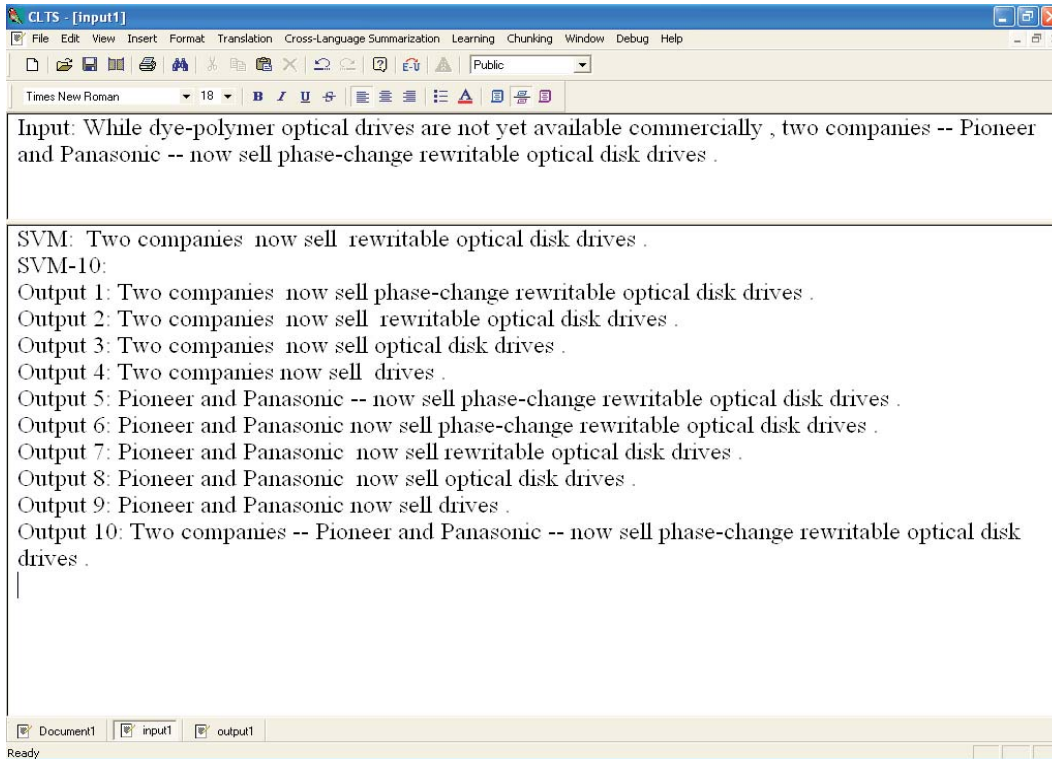 CLTS - [input1]
File Edit View Insert Format Translation Cross-Language Summarization Learning Chunking Window Debug Help
Public
Times New Roman 18 B I U S A
Input: While dye-polymer optical drives are not yet available commercially , two companies -- Pioneer
and Panasonic -- now sell phase-change rewritable optical disk drives .
SVM: Two companies now sell rewritable optical disk drives .
SVM-10:
Output 1: Two companies now sell phase-change rewritable optical disk drives .
Output 2: Two companies now sell rewritable optical disk drives .
Output 3: Two companies now sell optical disk drives .
Output 4: Two companies now sell drives .
Output 5: Pioneer and Panasonic -- now sell phase-change rewritable optical disk drives .
Output 6: Pioneer and Panasonic now sell phase-change rewritable optical disk drives .
Output 7: Pioneer and Panasonic now sell rewritable optical disk drives .
Output 8: Pioneer and Panasonic now sell optical disk drives .
Output 9: Pioneer and Panasonic now sell drives .
Output 10: Two companies -- Pioneer and Panasonic -- now sell phase-change rewritable optical disk
drives .
Document1 input1 output1
Ready